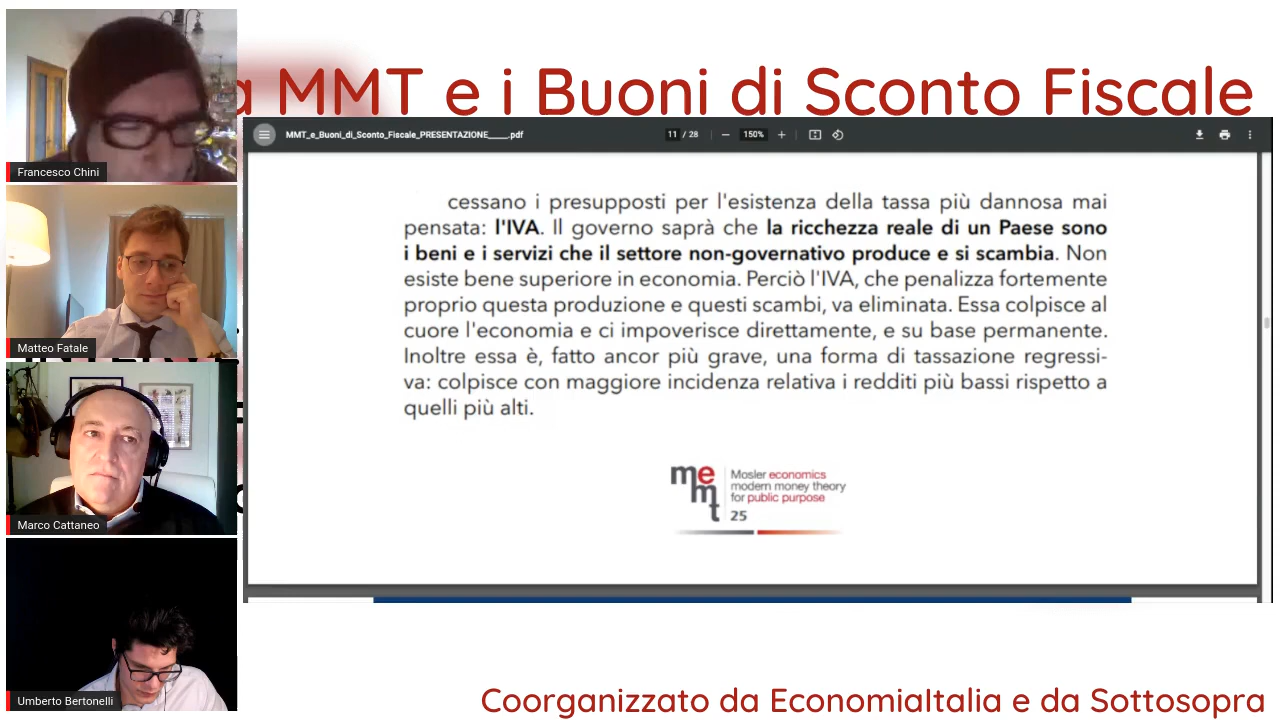 a MMT e i Buoni di Sconto Fiscale
MMT_e_Buoni_di_Sconto_Fiscale_PRESENTAZIONE____.pdf
11 / 28
150%
cessano i presupposti per l'esistenza della tassa più dannosa mai
pensata: l'IVA. Il governo saprà che la ricchezza reale di un Paese sono
i beni e i servizi che il settore non-governativo produce e si scambia. Non
esiste bene superiore in economia. Perciò l'IVA, che penalizza fortemente
proprio questa produzione e questi scambi, va eliminata. Essa colpisce al
cuore l'economia e ci impoverisce direttamente, e su base permanente.
Inoltre essa è, fatto ancor più grave, una forma di tassazione regressi-
va: colpisce con maggiore incidenza relativa i redditi più bassi rispetto a
quelli più alti.
memt
Mosler economics
modern money theory
for public purpose
25
Francesco Chini
Matteo Fatale
Marco Cattaneo
Umberto Bertonelli
Coorganizzato da EconomiaItalia e da Sottosopra